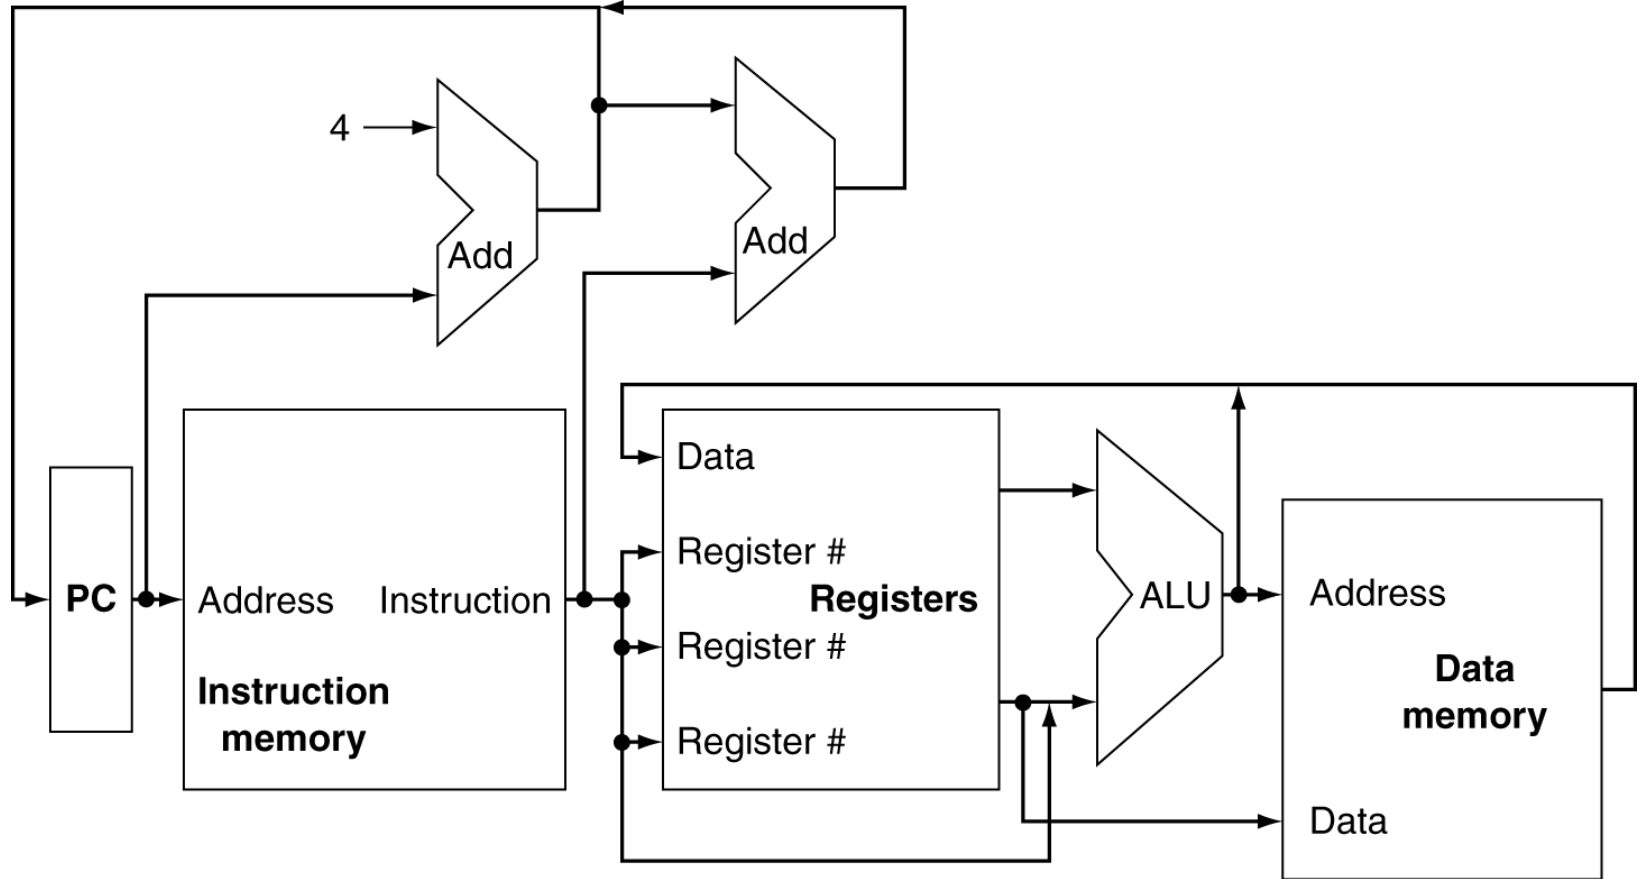 4
Add
Add
Data
Register #
PC
Address
Instruction
Registers
ALU
Address
Register #
Instruction
memory
Data
memory
Register #
Data